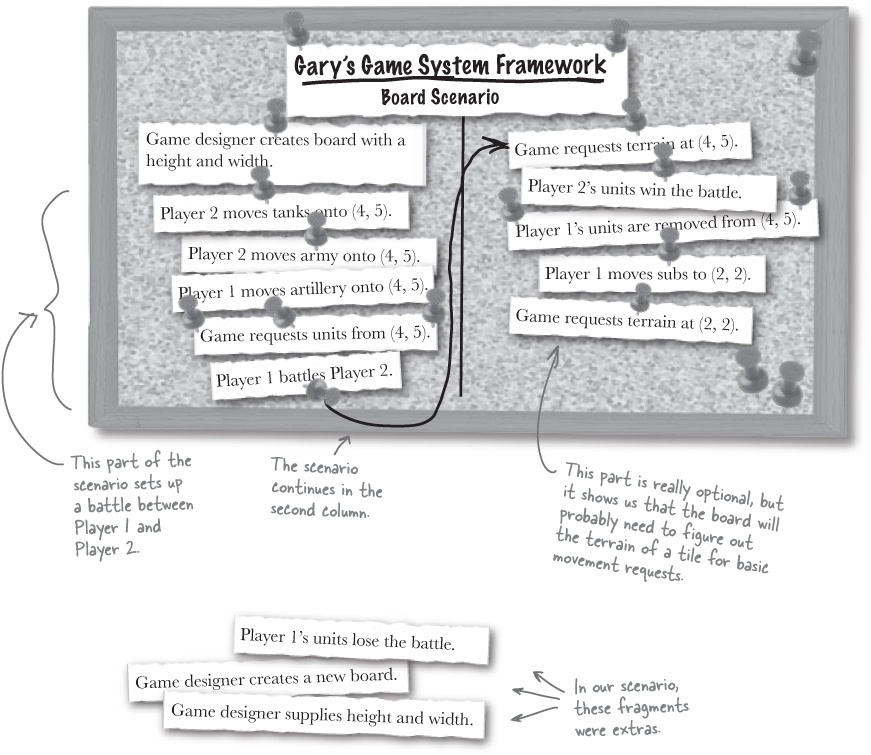 Gary's Game System Framework
Board Scenario
Game designer creates board with a
height and width.
Player 2 moves tanks onto (4, 5).
Player 2 moves army onto (4, 5).
Player 1 moves artillery onto (4, 5).
Game requests units from (4, 5).
Player 1 battles Player 2.
Game requests terrain at (4, 5).
Player 2's units win the battle.
Player 1's units are removed from (4, 5).
Player 1 moves subs to (2, 2).
Game requests terrain at (2, 2).
This part of the
scenario sets up
a battle between
Player 1 and
Player 2.
The scenario
continues in the
second column.
This part is really optional, but
it shows us that the board will
probably need to figure out
the terrain of a tile for basic
movement requests.
Player 1's units lose the battle.
Game designer creates a new board.
Game designer supplies height and width.
In our scenario,
these fragments
were extras.